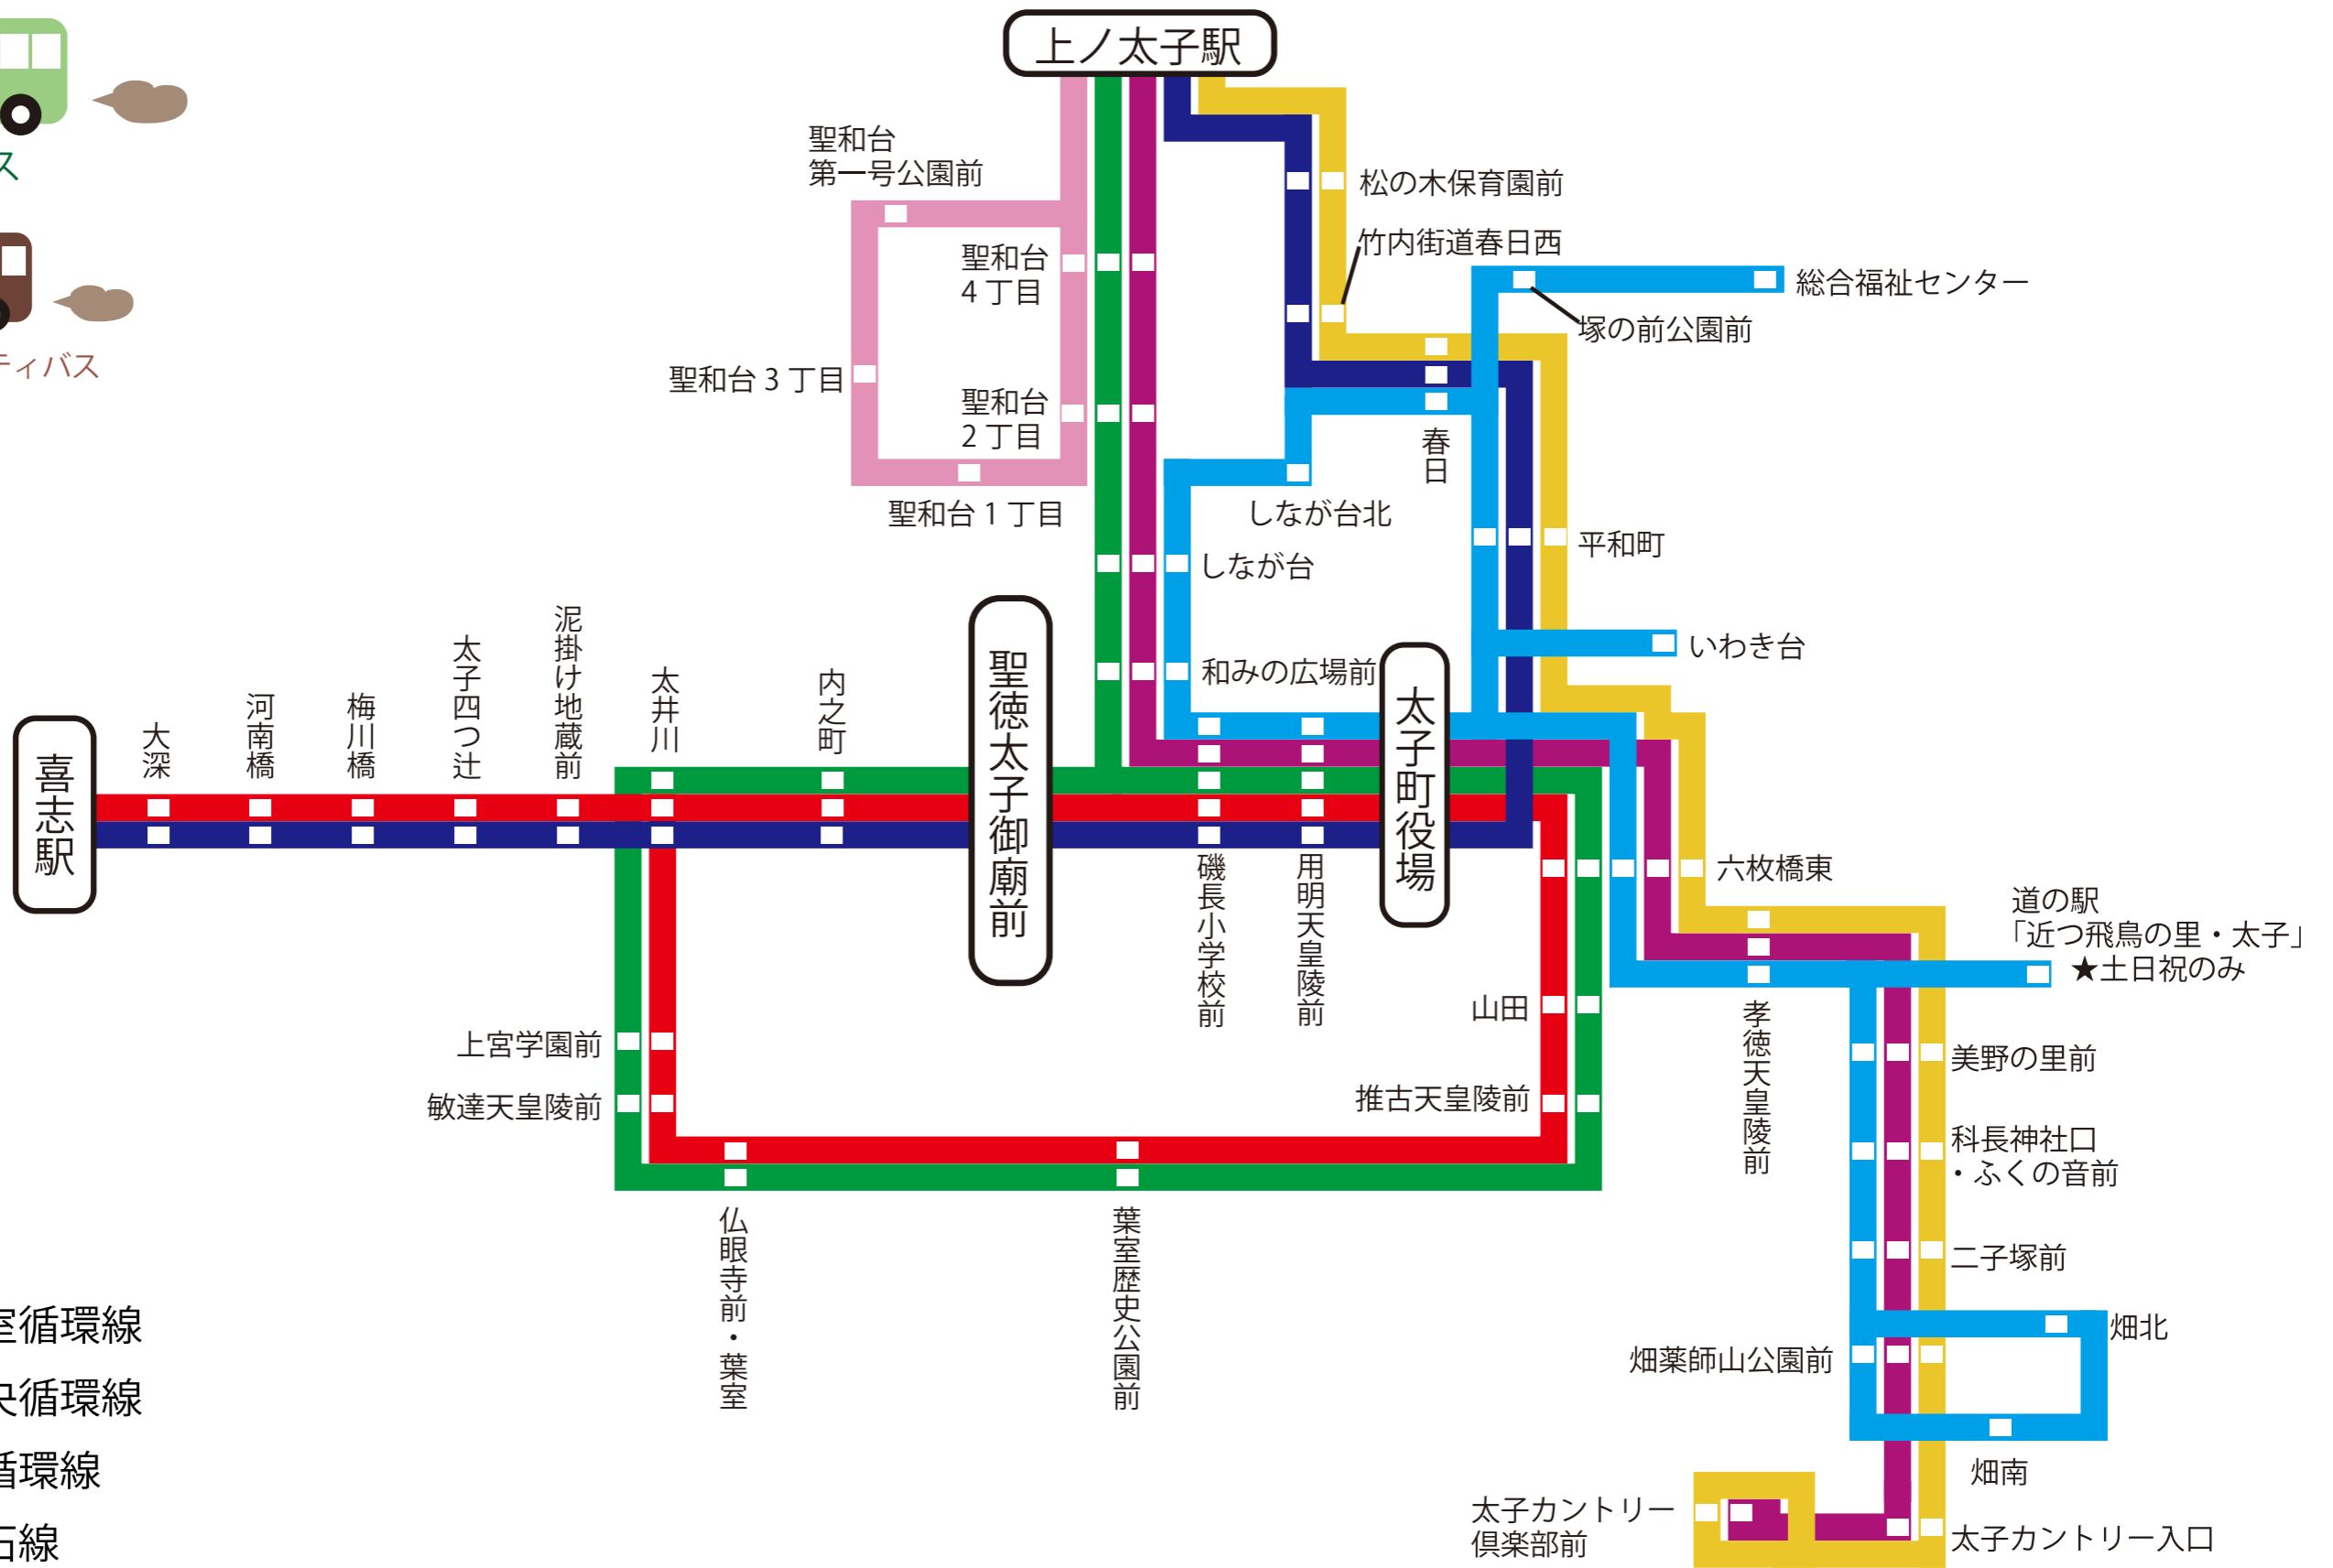 上ノ太子駅
ス
聖和台
第一号公園前
松の木保育園前
竹内街道春日西
聖和台
4 丁目
総合福祉センター
塚の前公園前
ティバス
聖和台 3 丁目
聖和台
2 丁目
春日
聖和台 1 丁目
しなが台北
平和町
しなが台
いわき台
和みの広場前
喜志駅
大深
河南橋
梅川橋
太子四つ辻
泥掛け地蔵前
太井川
内之町
聖徳太子御廟前
磯長小学校前
用明天皇陵前
太子町役場
六枚橋東
道の駅
「近つ飛鳥の里・太子」
★土日祝のみ
山田
孝徳天皇陵前
上宮学園前
美野の里前
敏達天皇陵前
推古天皇陵前
科長神社口
・ふくの音前
仏眼寺前・葉室
葉室歴史公園前
二子塚前
室循環線
畑北
畑薬師山公園前
央循環線
循環線
畑南
太子カントリー
倶楽部前
太子カントリー入口
石線